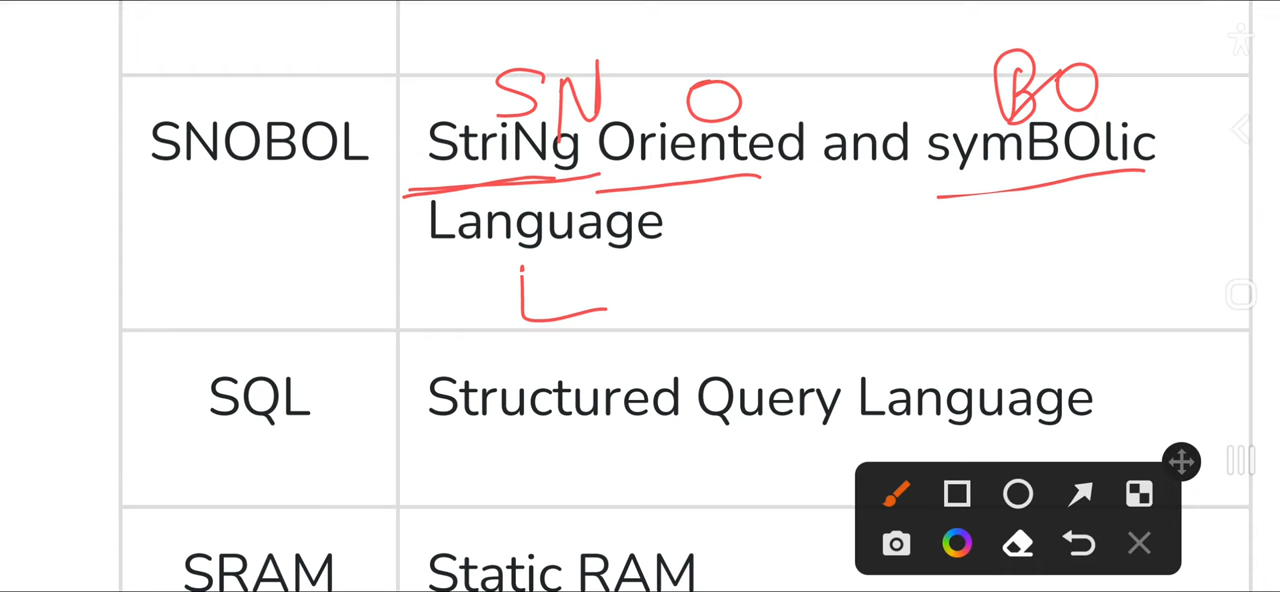 SN O BO
SNOBOL StriNg Oriented and symBOlic
Language
L
SQL Structured Query Language
SRAM Static RAM